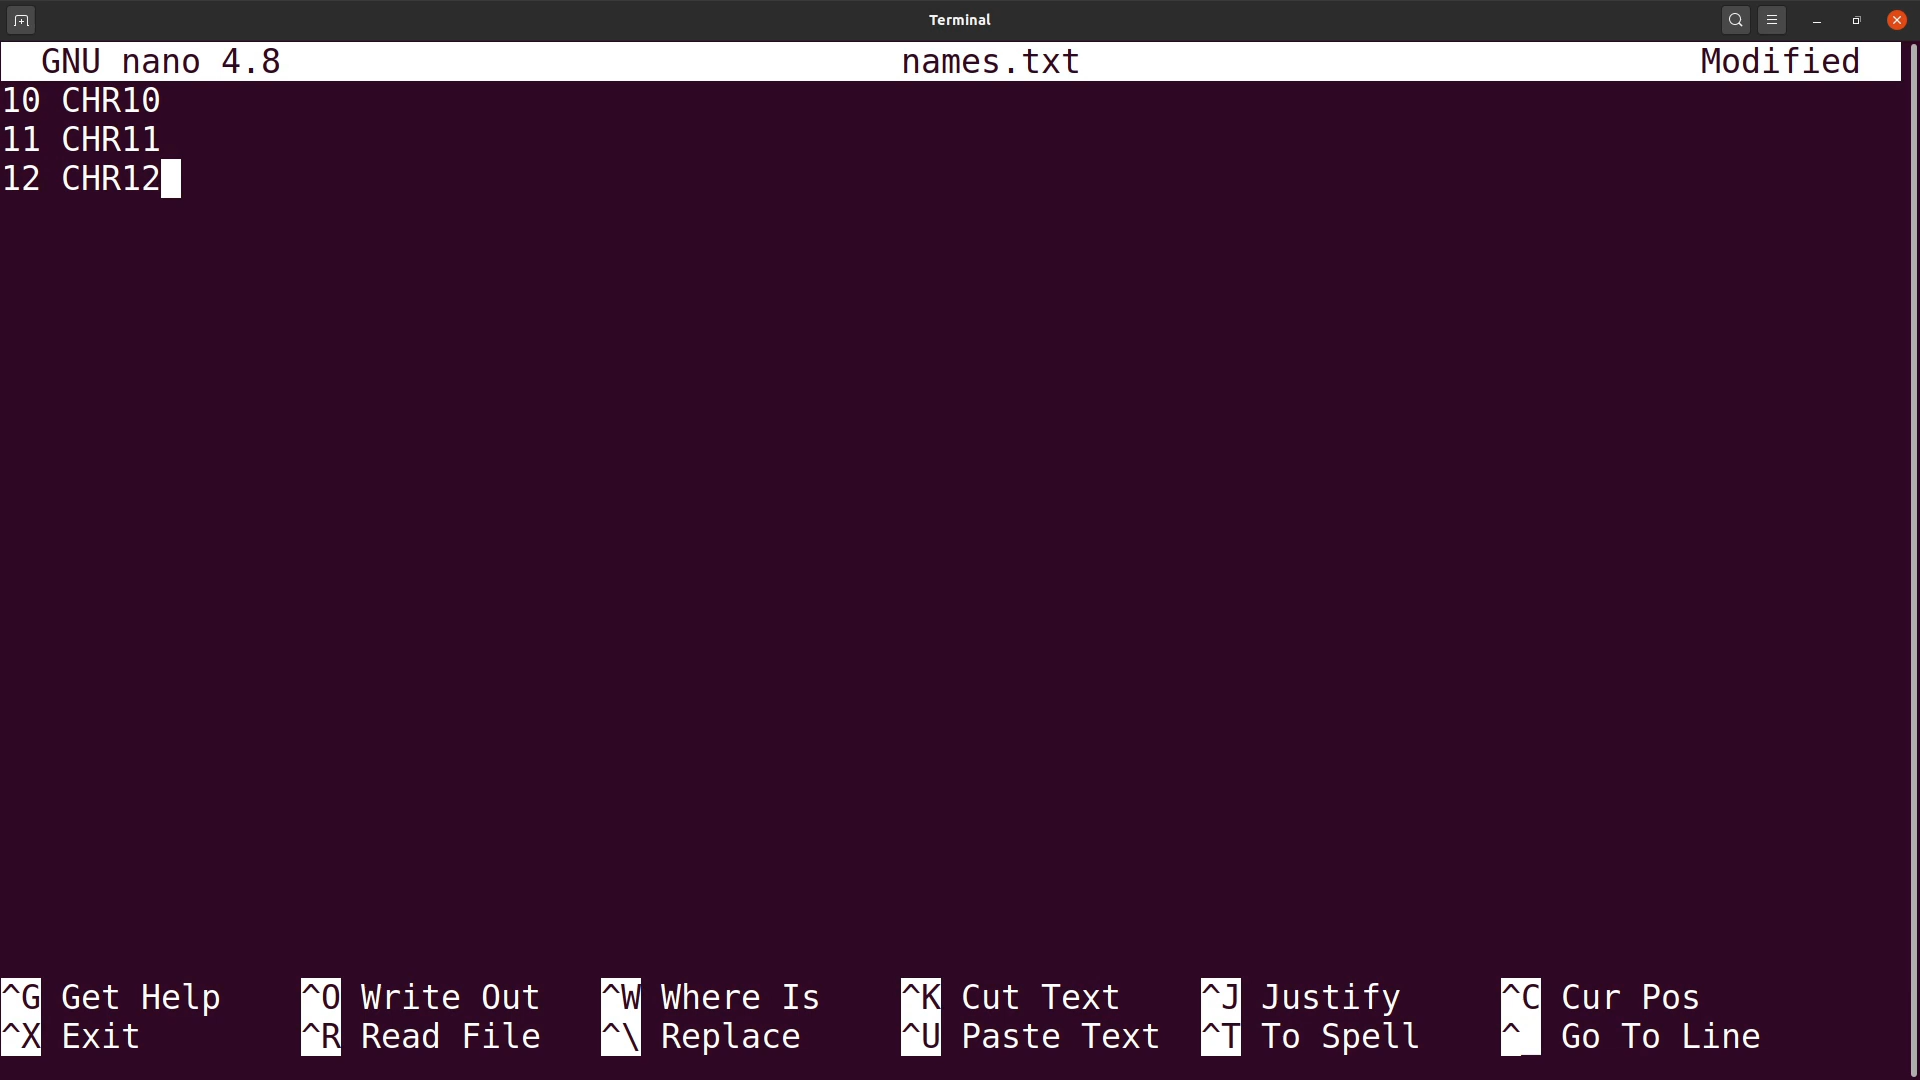 Terminal
GNU nano 4.8 names.txt Modified
10 CHR10
11 CHR11
12 CHR12
^G Get Help ^O Write Out ^W Where Is ^K Cut Text ^J Justify ^C Cur Pos
^X Exit ^R Read File ^\ Replace ^U Paste Text ^T To Spell ^_ Go To Line